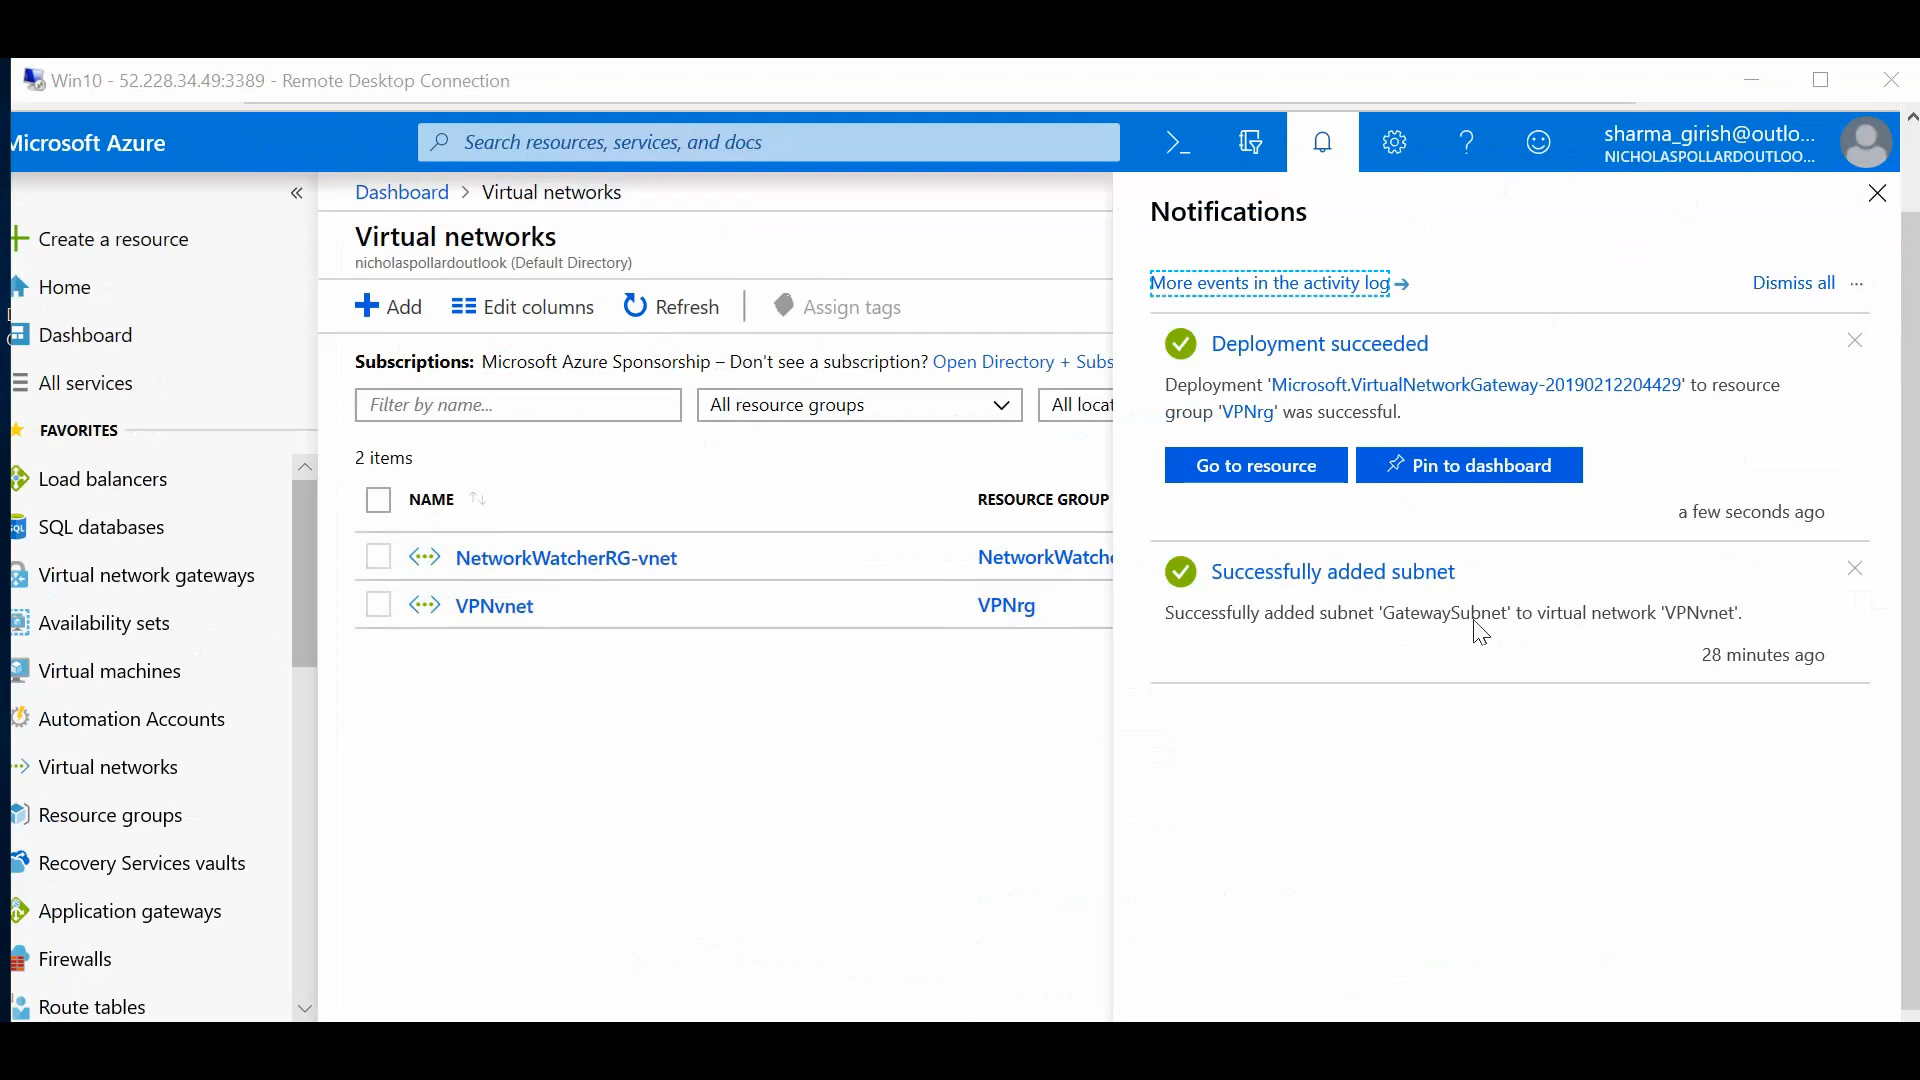 Win10 - 52.228.34.49:3389 - Remote Desktop Connection
Microsoft Azure
Search resources, services, and docs
sharma_girish@outlo...
NICHOLASPOLLARDOUTLOO...
Create a resource
Home
Dashboard
All services
FAVORITES
Load balancers
SQL databases
Virtual network gateways
Availability sets
Virtual machines
Automation Accounts
Virtual networks
Resource groups
Recovery Services vaults
Application gateways
Firewalls
Route tables
Dashboard > Virtual networks
Virtual networks
nicholaspollardoutlook (Default Directory)
Add Edit columns Refresh Assign tags
Subscriptions: Microsoft Azure Sponsorship – Don't see a subscription? Open Directory + Subs
Filter by name... All resource groups All locat
2 items
NAME RESOURCE GROUP
NetworkWatcherRG-vnet NetworkWatche
VPNvnet VPNrg
Notifications
More events in the activity log Dismiss all ...
Deployment succeeded
Deployment 'Microsoft.VirtualNetworkGateway-20190212204429' to resource
group 'VPNrg' was successful.
Go to resource Pin to dashboard
a few seconds ago
Successfully added subnet
Successfully added subnet 'GatewaySubnet' to virtual network 'VPNvnet'.
28 minutes ago